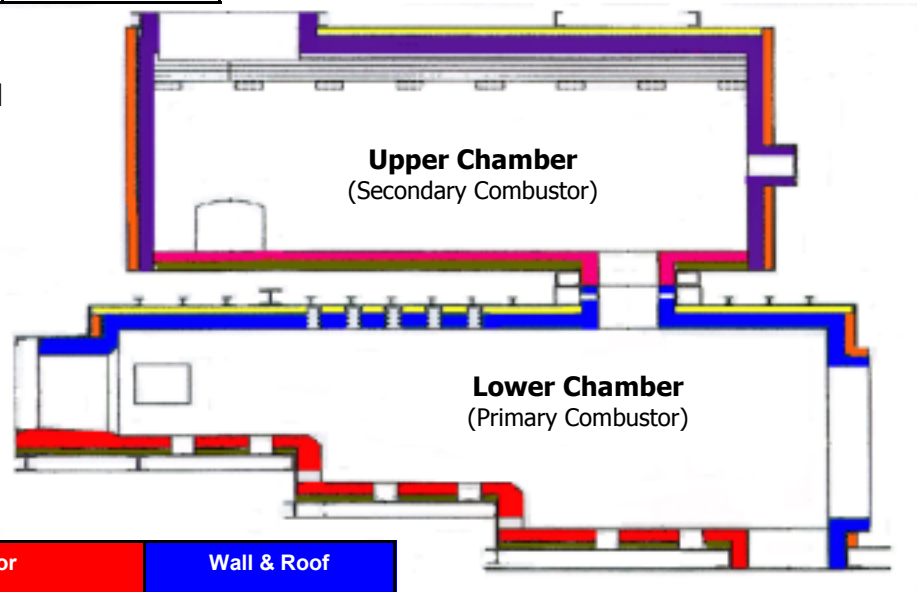 Upper Chamber
(Secondary Combustor)
Lower Chamber
(Primary Combustor)
Wall & Roof